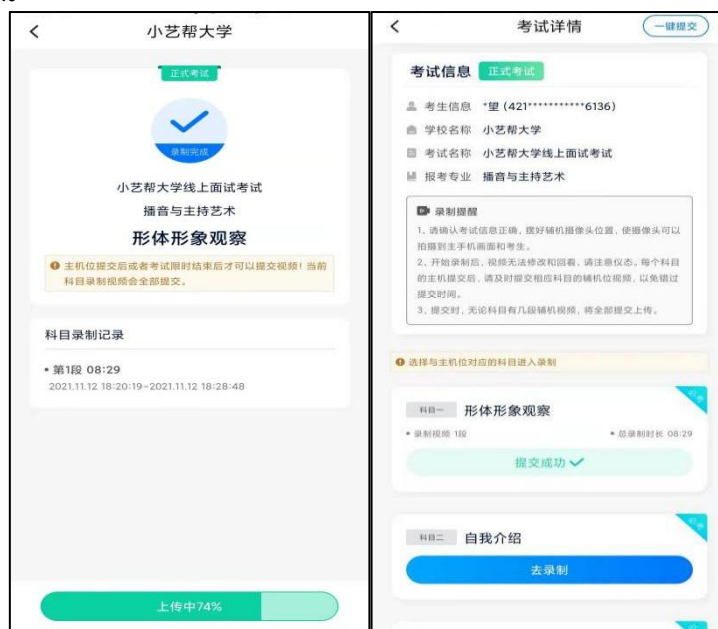 小艺帮大学
正式考试
录制完成
小艺帮大学线上面试考试
播音与主持艺术
形体形象观察
主机位提交后或者考试限时结束后才可以提交视频! 当前
科目录制视频会全部提交。
科目录制记录
• 第1段 08:29
2021.11.12 18:20:19-2021.11.12 18:28:48
上传中74%
考试详情
一键提交
考试信息 正式考试
考生信息 *望 (421***********6136)
学校名称 小艺帮大学
考试名称 小艺帮大学线上面试考试
报考专业 播音与主持艺术
录制提醒
1、请确认考试信息正确, 摆好辅机摄像头位置, 使摄像头可以
拍摄到主手机画面和考生。
2、开始录制后, 视频无法修改和回看, 请注意仪态。每个科目
的主机提交后, 请及时提交相应科目的辅机位视频, 以免错过
提交时间。
3、提交时, 无论科目有几段辅机视频, 将全部提交上传。
选择与主机位对应的科目进入录制
科目一 形体形象观察
• 录制视频 1段 • 总录制时长 08:29
提交成功
科目二 自我介绍
去录制